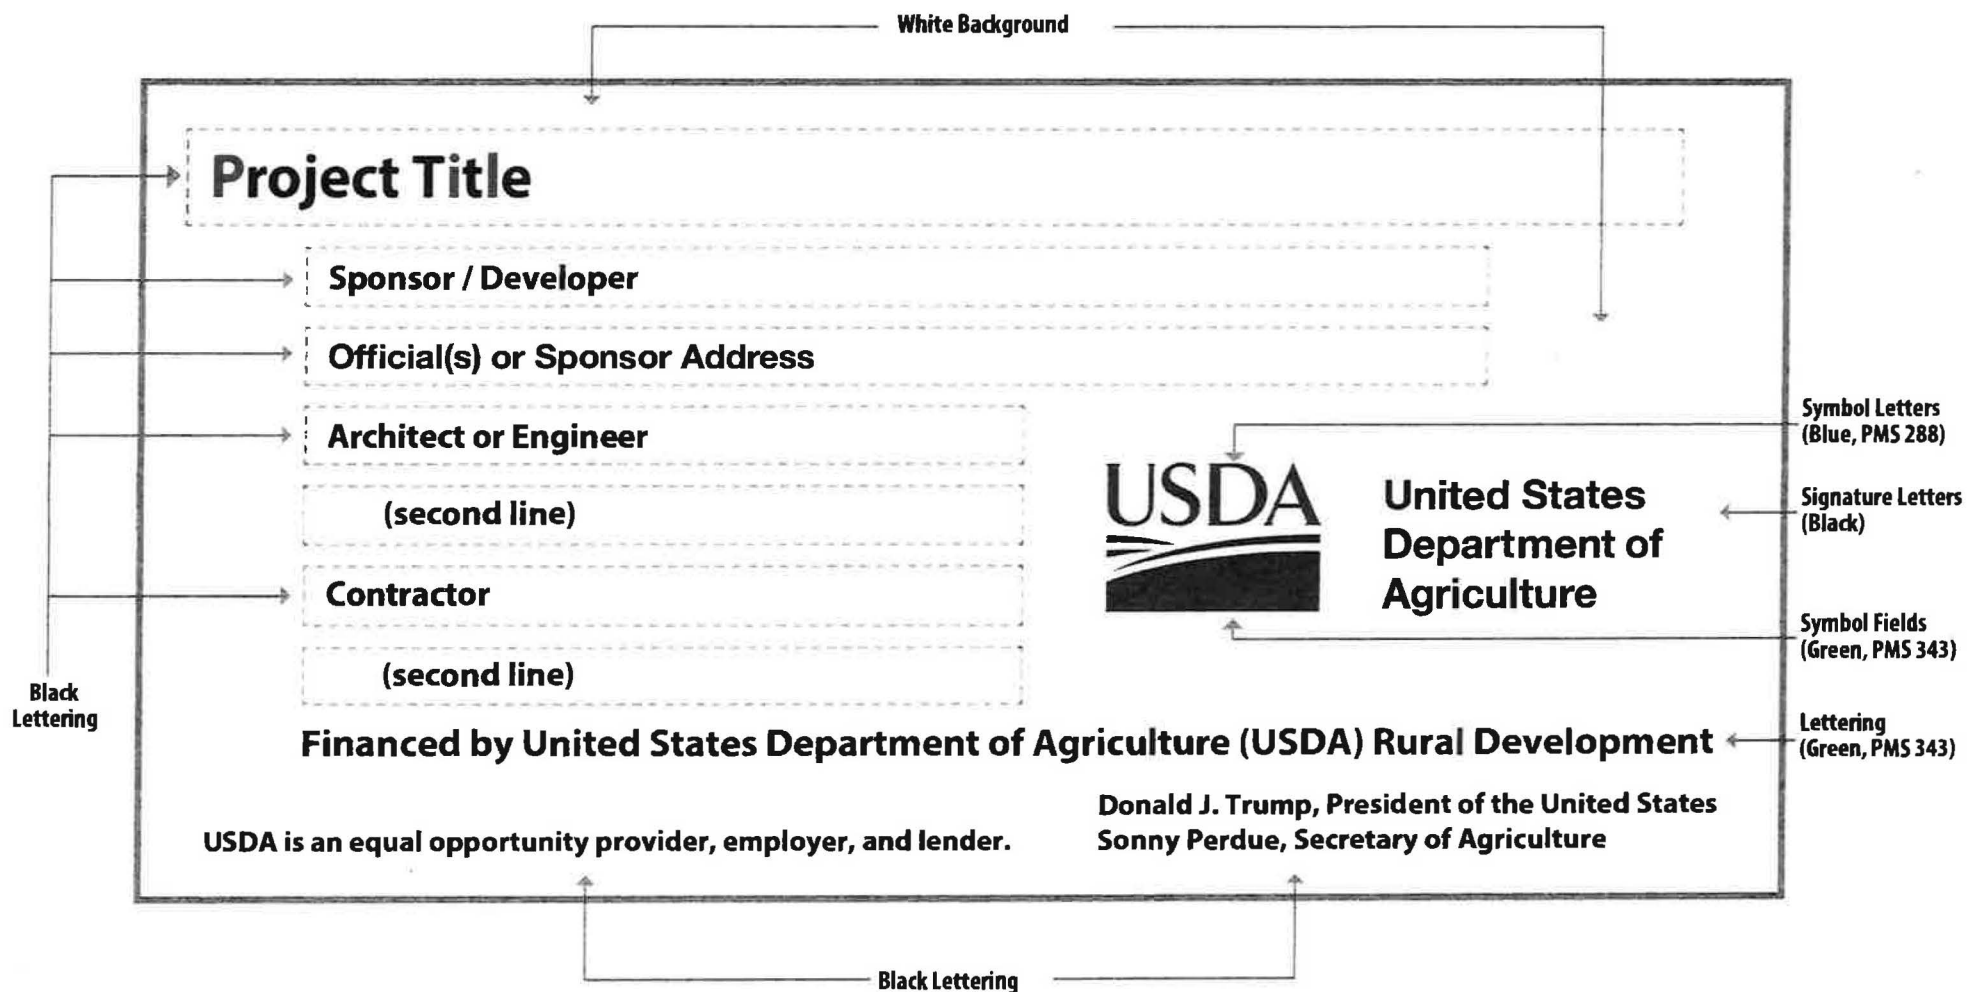 White Background
Project Title
Sponsor / Developer
Official(s) or Sponsor Address
Architect or Engineer
(second line)
Contractor
(second line)
USDA
United States
Department of
Agriculture
Symbol Letters
(Blue, PMS 288)
Signature Letters
(Black)
Symbol Fields
(Green, PMS 343)
Black
Lettering
Financed by United States Department of Agriculture (USDA) Rural Development
Lettering
(Green, PMS 343)
Donald J. Trump, President of the United States
Sonny Perdue, Secretary of Agriculture
USDA is an equal opportunity provider, employer, and lender.
Black Lettering